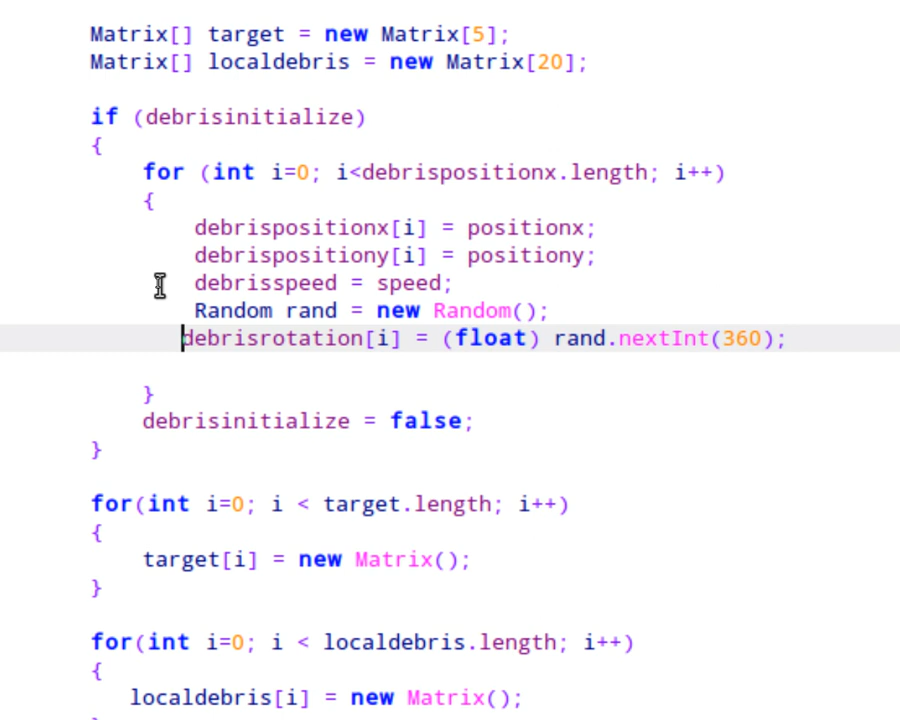 Matrix[] target = new Matrix[5];
Matrix[] localdebris = new Matrix[20];
if (debrisinitialize)
{
for (int i=0; i<debrispositionx.length; i++)
{
debrispositionx[i] = positionx;
debrispositiony[i] = positiony;
debrisspeed = speed;
Random rand = new Random();
debrisrotation[i] = (float) rand.nextInt(360);
}
debrisinitialize = false;
}
for(int i=0; i < target.length; i++)
{
target[i] = new Matrix();
}
for(int i=0; i < localdebris.length; i++)
{
localdebris[i] = new Matrix();
}